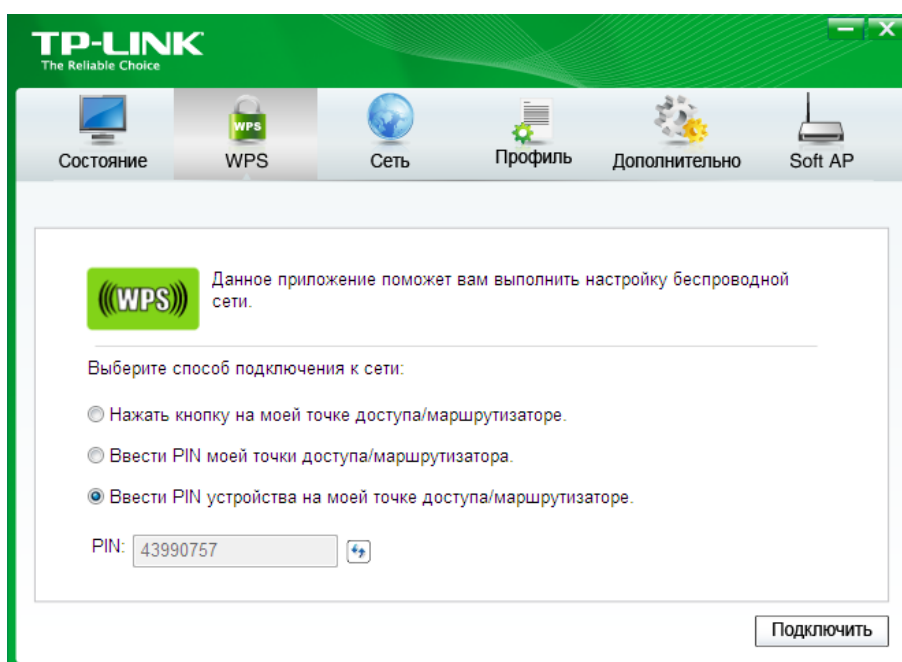 TP-LINK
The Reliable Choice
Состояние
WPS
WPS
Сеть
Профиль
Дополнительно
Soft AP
WPS
Данное приложение поможет вам выполнить настройку беспроводной
сети.
Выберите способ подключения к сети:
Нажать кнопку на моей точке доступа/маршрутизаторе.
Ввести PIN моей точки доступа/маршрутизатора.
Ввести PIN устройства на моей точке доступа/маршрутизаторе.
PIN: 43990757
Подключить